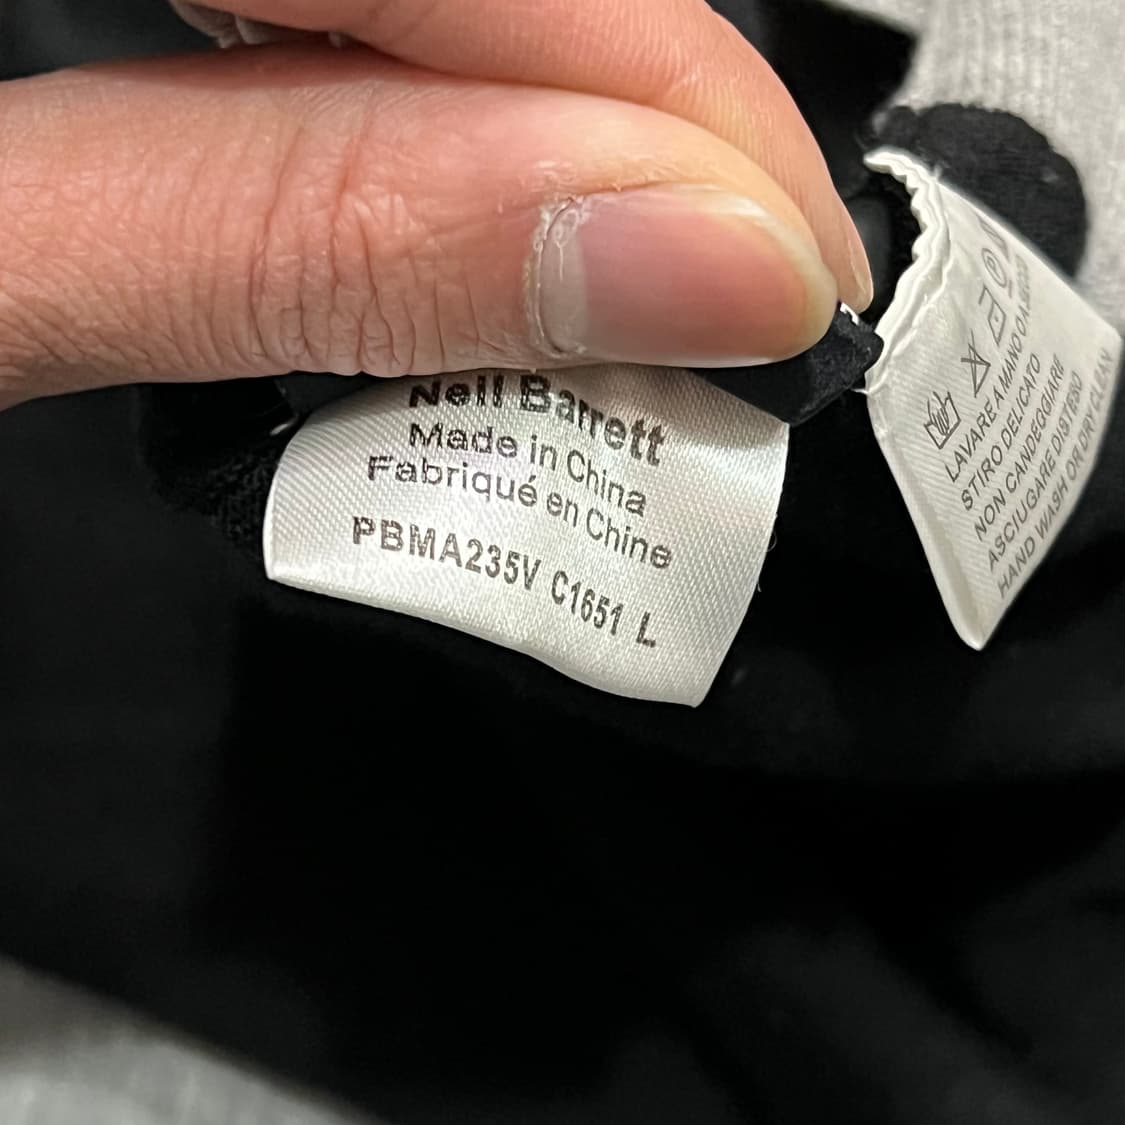 Neil Barrett
Made in China
Fabriqué en Chine
PBMA235V C1651 L
LAVARE A MANO O A SECCO
STIRO DELICATO
NON CANDEGGIARE
ASCIUGARE DISTESO
HAND WASH OR DRY CLEAN